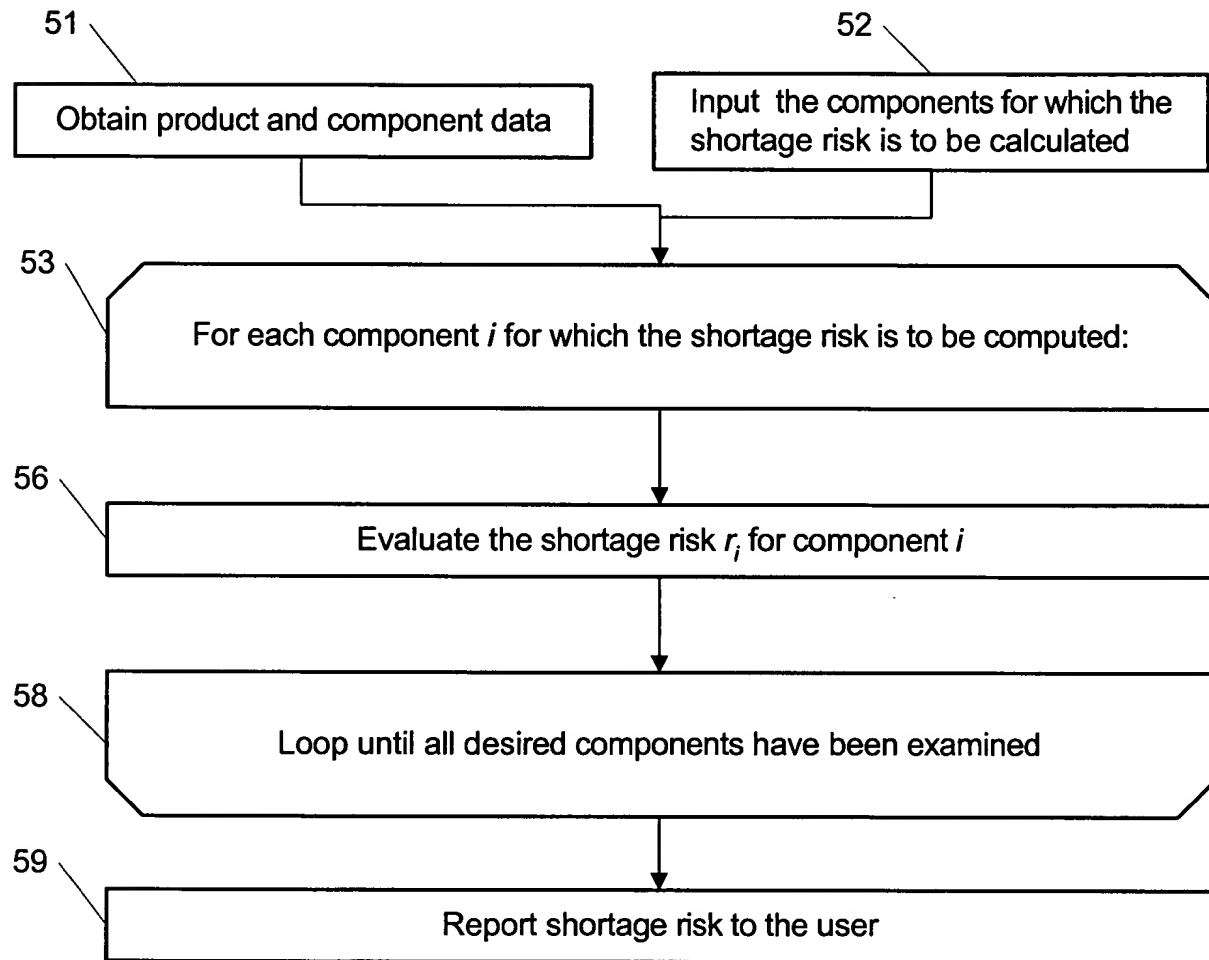 51
52
Obtain product and component data
Input the components for which the
shortage risk is to be calculated
53
For each component i for which the shortage risk is to be computed:
56
Evaluate the shortage risk r_i for component i
58
Loop until all desired components have been examined
59
Report shortage risk to the user